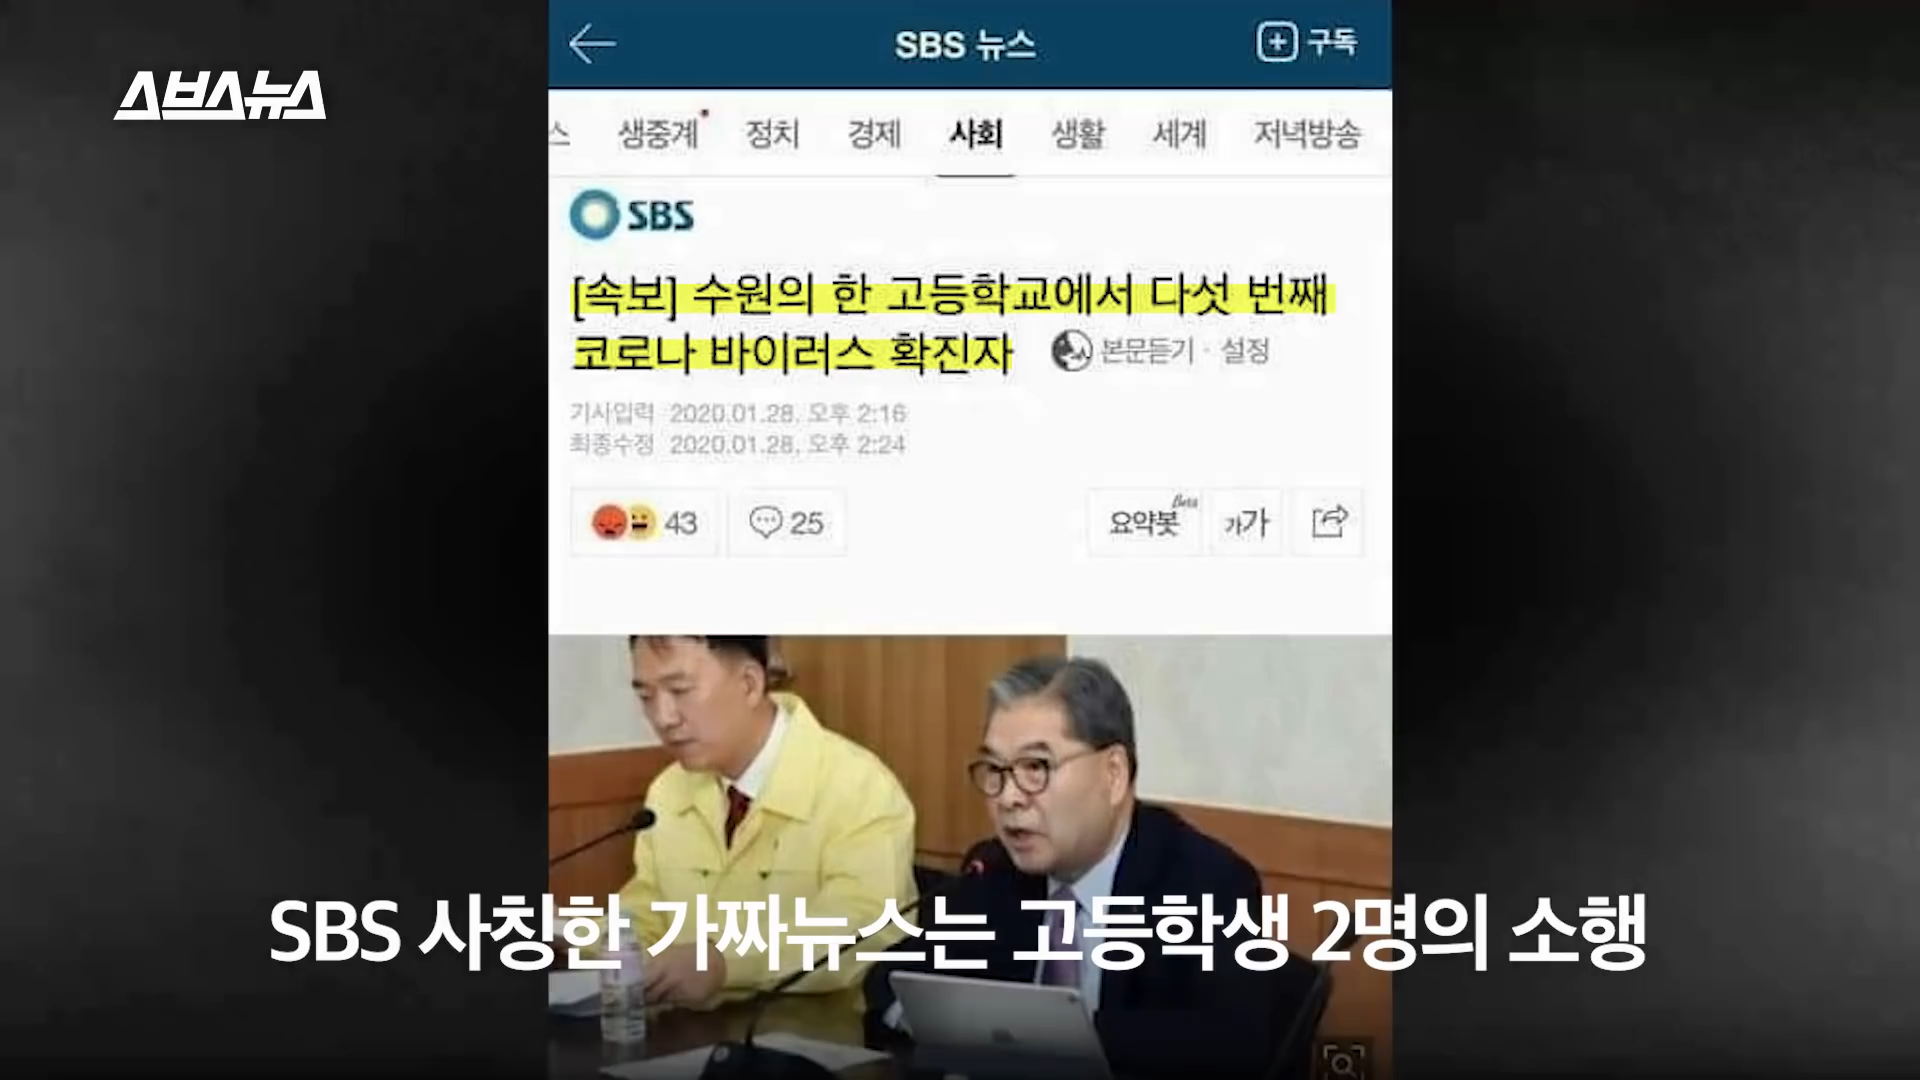 스브스뉴스
SBS 뉴스
구독
스 생중계 정치 경제 사회 생활 세계 저녁방송
SBS
[속보] 수원의 한 고등학교에서 다섯 번째
코로나 바이러스 확진자
본문듣기 · 설정
기사입력 2020.01.28. 오후 2:16
최종수정 2020.01.28. 오후 2:24
43
25
요약봇 Beta
가가
SBS 사칭한 가짜뉴스는 고등학생 2명의 소행